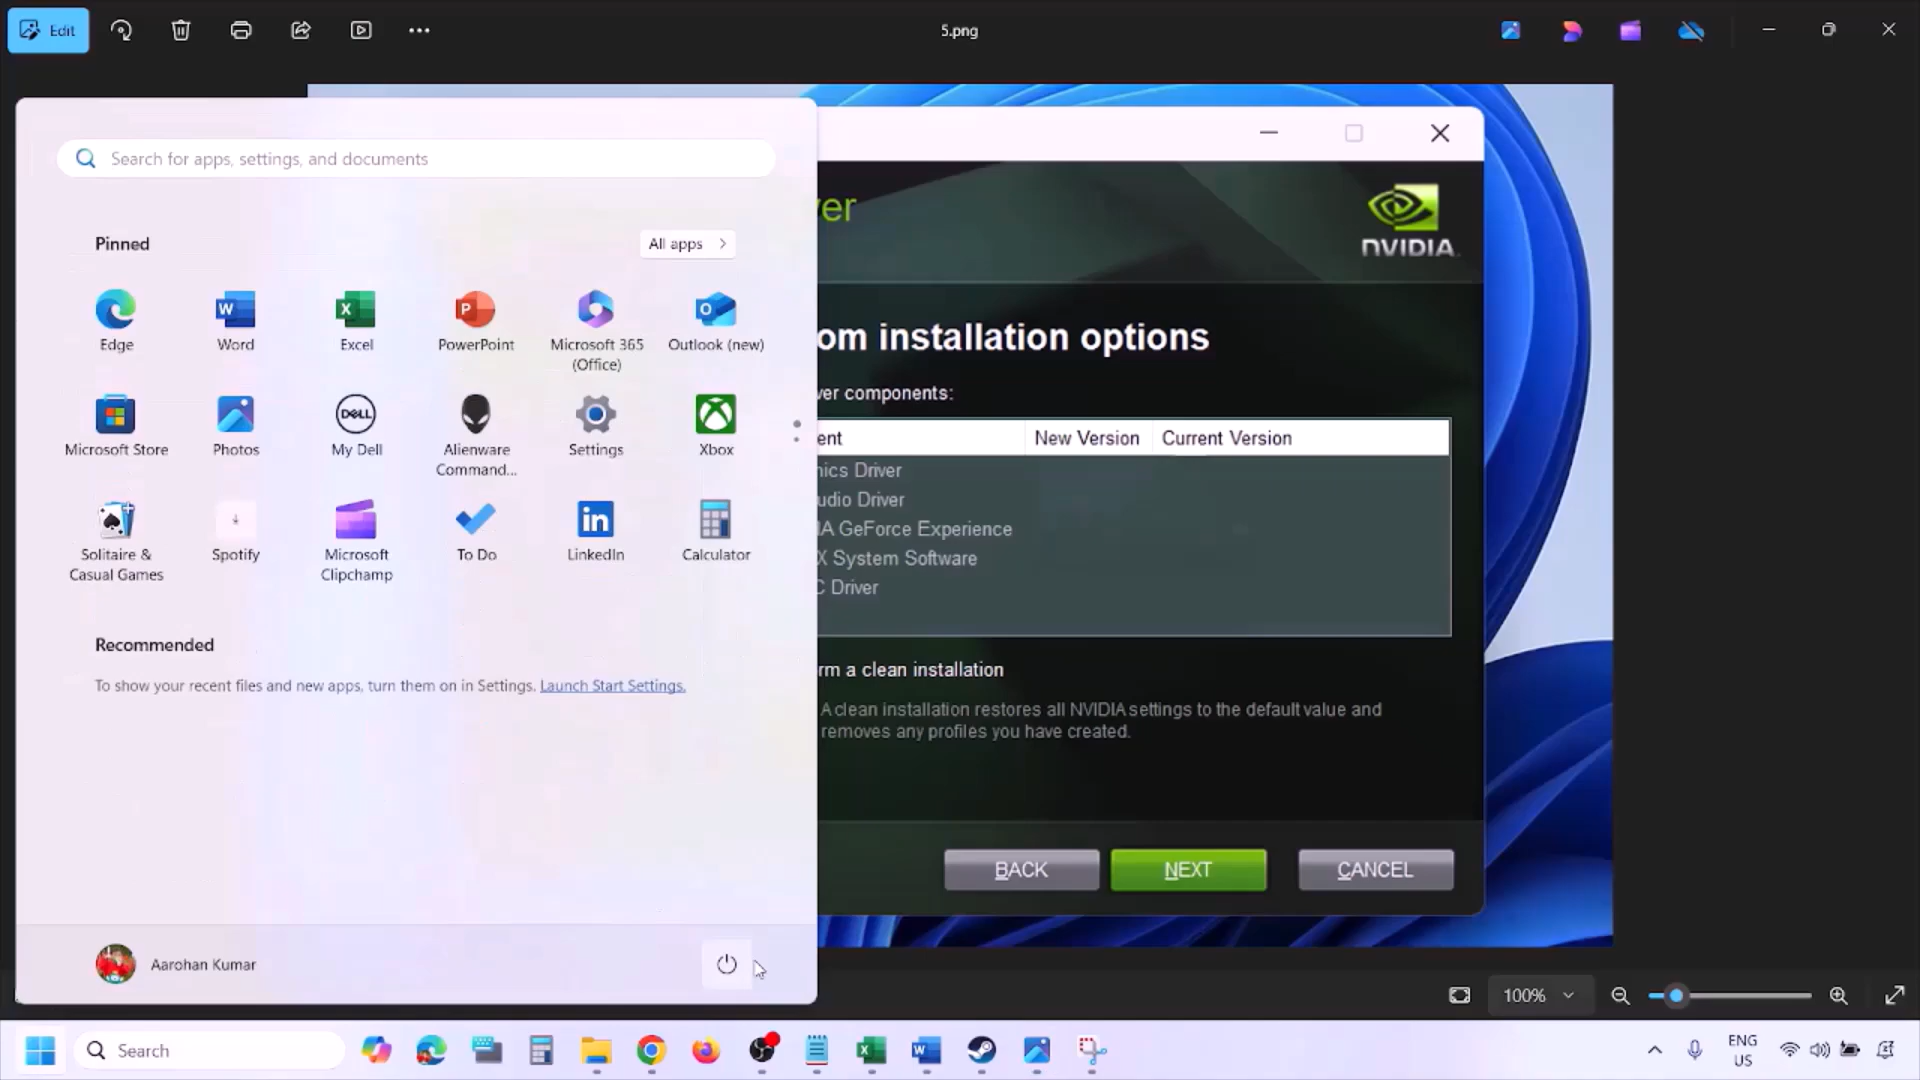 Edit
5.png
Search for apps, settings, and documents
Pinned
All apps
Edge
Word
Excel
PowerPoint
Microsoft 365
(Office)
Outlook (new)
Microsoft Store
Photos
My Dell
Alienware
Command...
Settings
Xbox
Solitaire &
Casual Games
Spotify
Microsoft
Clipchamp
To Do
LinkedIn
Calculator
Recommended
To show your recent files and new apps, turn them on in Settings. Launch Start Settings.
Aarohan Kumar
ver
NVIDIA.
om installation options
ver components:
ent New Version Current Version
nics Driver
udio Driver
IA GeForce Experience
X System Software
C Driver
rm a clean installation
A clean installation restores all NVIDIA settings to the default value and
removes any profiles you have created.
BACK NEXT CANCEL
100%
Search
ENG
US